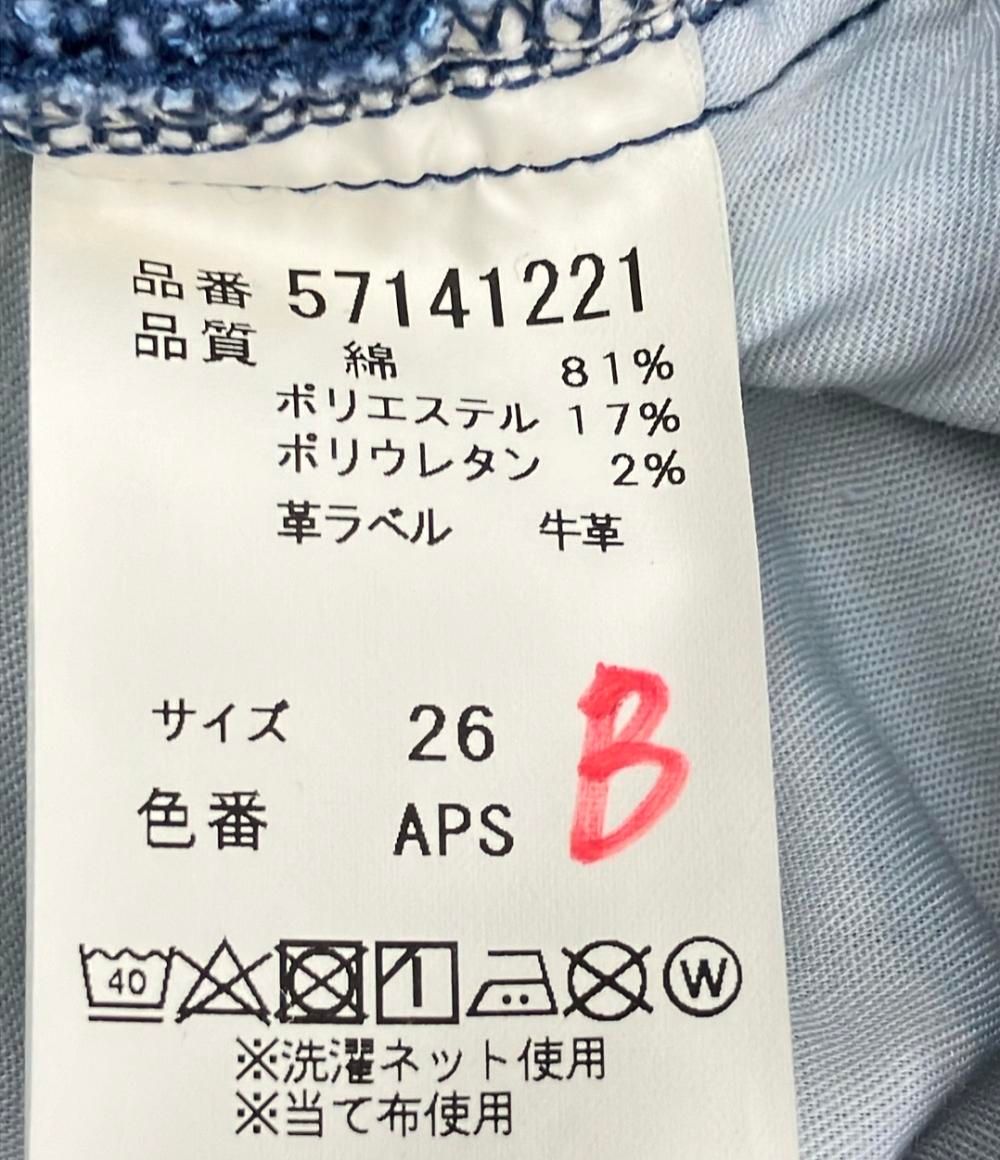 品番 57141221
品質 綿 81%
ポリエステル 17%
ポリウレタン 2%
革ラベル 牛革
サイズ 26 B
色番 APS
40 W
※洗濯ネット使用
※当て布使用